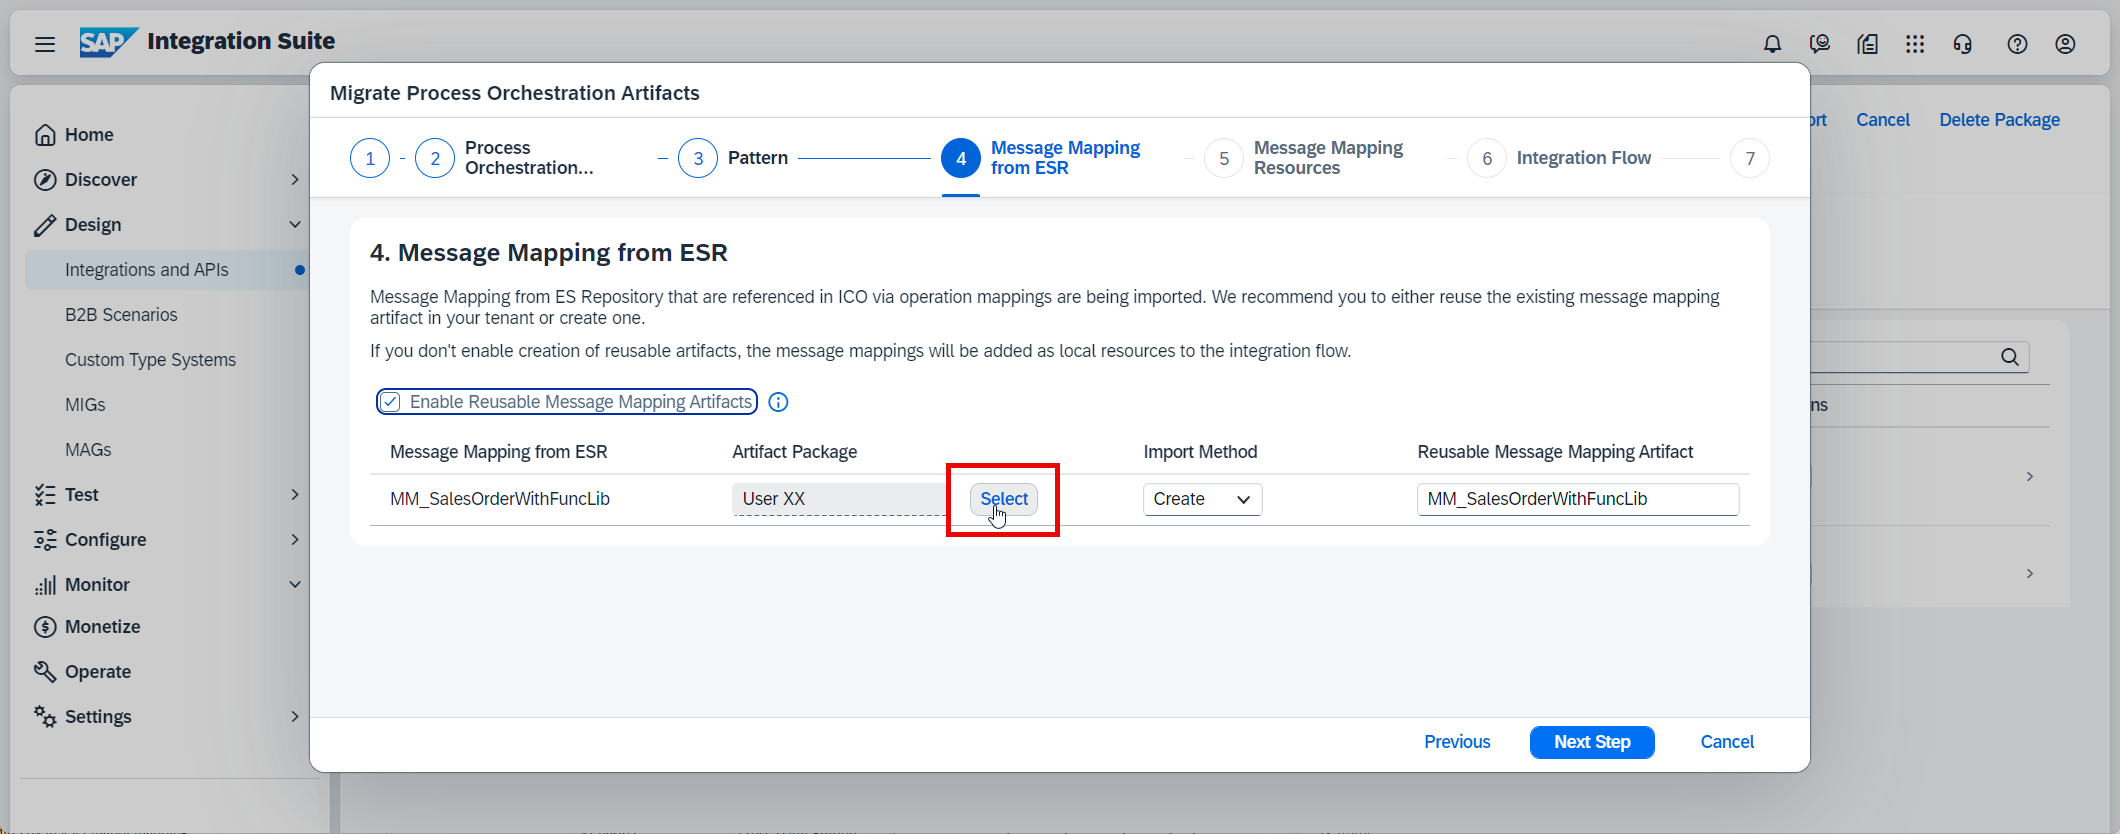 SAP Integration Suite
Migrate Process Orchestration Artifacts
ort Cancel Delete Package
Home
Discover
Design
Integrations and APIs
B2B Scenarios
Custom Type Systems
MIGs
MAGs
Test
Configure
Monitor
Monetize
Operate
Settings
1 2 Process Orchestration... 3 Pattern 4 Message Mapping from ESR 5 Message Mapping Resources 6 Integration Flow 7
4. Message Mapping from ESR
Message Mapping from ES Repository that are referenced in ICO via operation mappings are being imported. We recommend you to either reuse the existing message mapping
artifact in your tenant or create one.
If you don't enable creation of reusable artifacts, the message mappings will be added as local resources to the integration flow.
Enable Reusable Message Mapping Artifacts
Message Mapping from ESR Artifact Package Import Method Reusable Message Mapping Artifact
MM_SalesOrderWithFuncLib User XX Select Create MM_SalesOrderWithFuncLib
ns
Previous Next Step Cancel